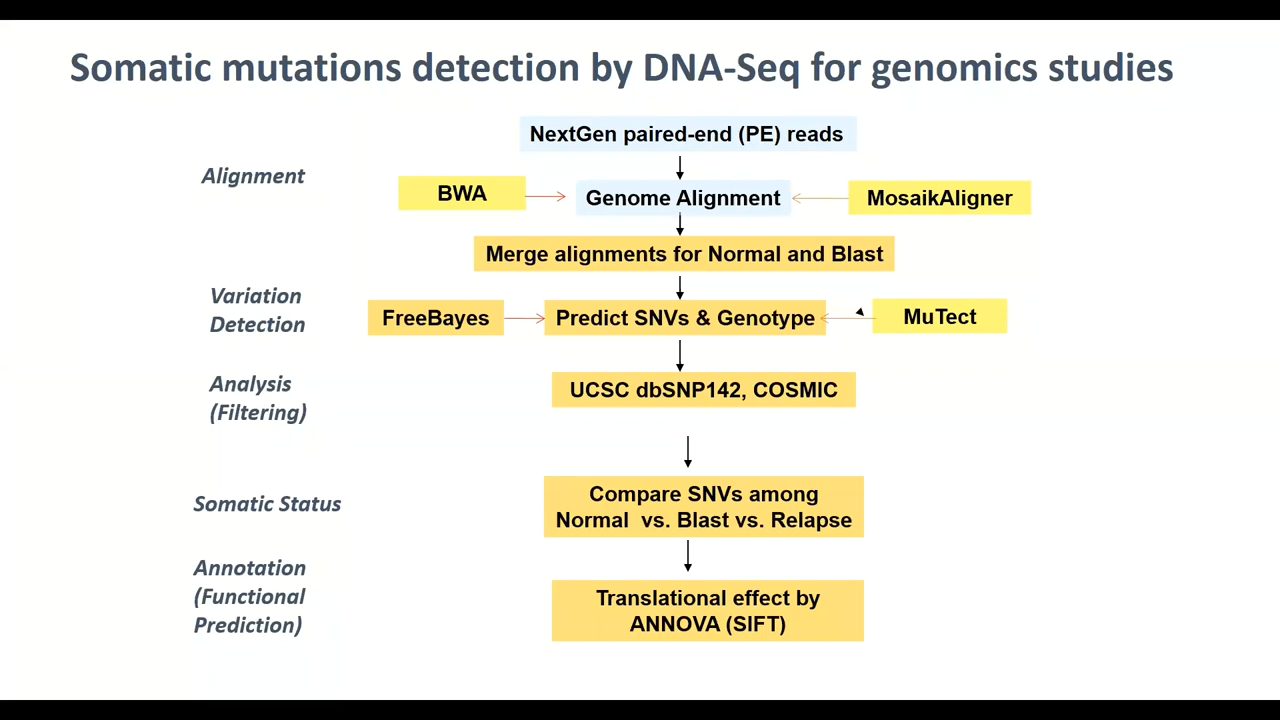 Somatic mutations detection by DNA-Seq for genomics studies
NextGen paired-end (PE) reads
Alignment
BWA
Genome Alignment
MosaikAligner
Merge alignments for Normal and Blast
Variation
Detection
FreeBayes
Predict SNVs & Genotype
MuTect
Analysis
(Filtering)
UCSC dbSNP142, COSMIC
Somatic Status
Compare SNVs among
Normal vs. Blast vs. Relapse
Annotation
(Functional
Prediction)
Translational effect by
ANNOVA (SIFT)